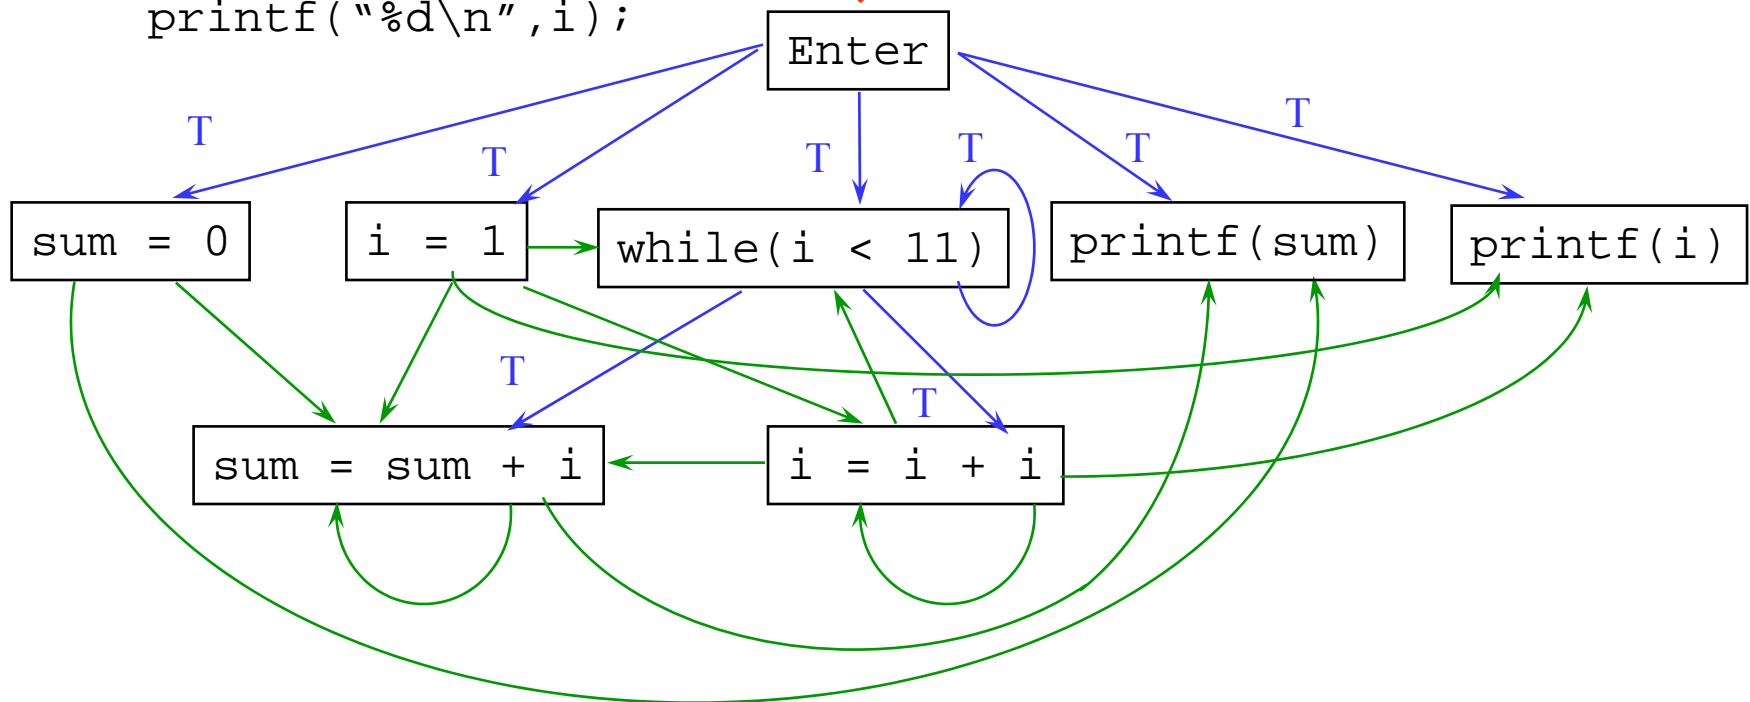 printf(“%d\n”,i);
Enter
T
T
T
T
T
T
sum = 0
i = 1
while(i < 11)
printf(sum)
printf(i)
T
T
sum = sum + i
i = i + i